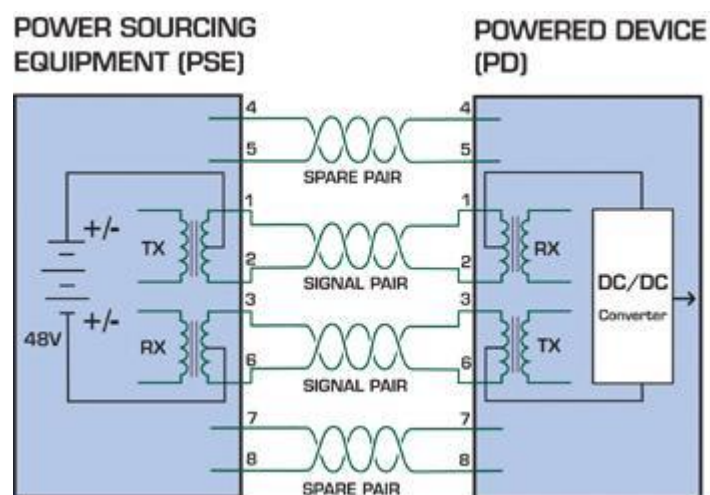 POWER SOURCING
EQUIPMENT (PSE)
POWERED DEVICE
(PD)
4
4
5
5
SPARE PAIR
1
1
+/-
TX
RX
2
2
SIGNAL PAIR
DC/DC
Converter
3
3
+/-
48V
RX
TX
6
6
SIGNAL PAIR
7
7
8
8
SPARE PAIR